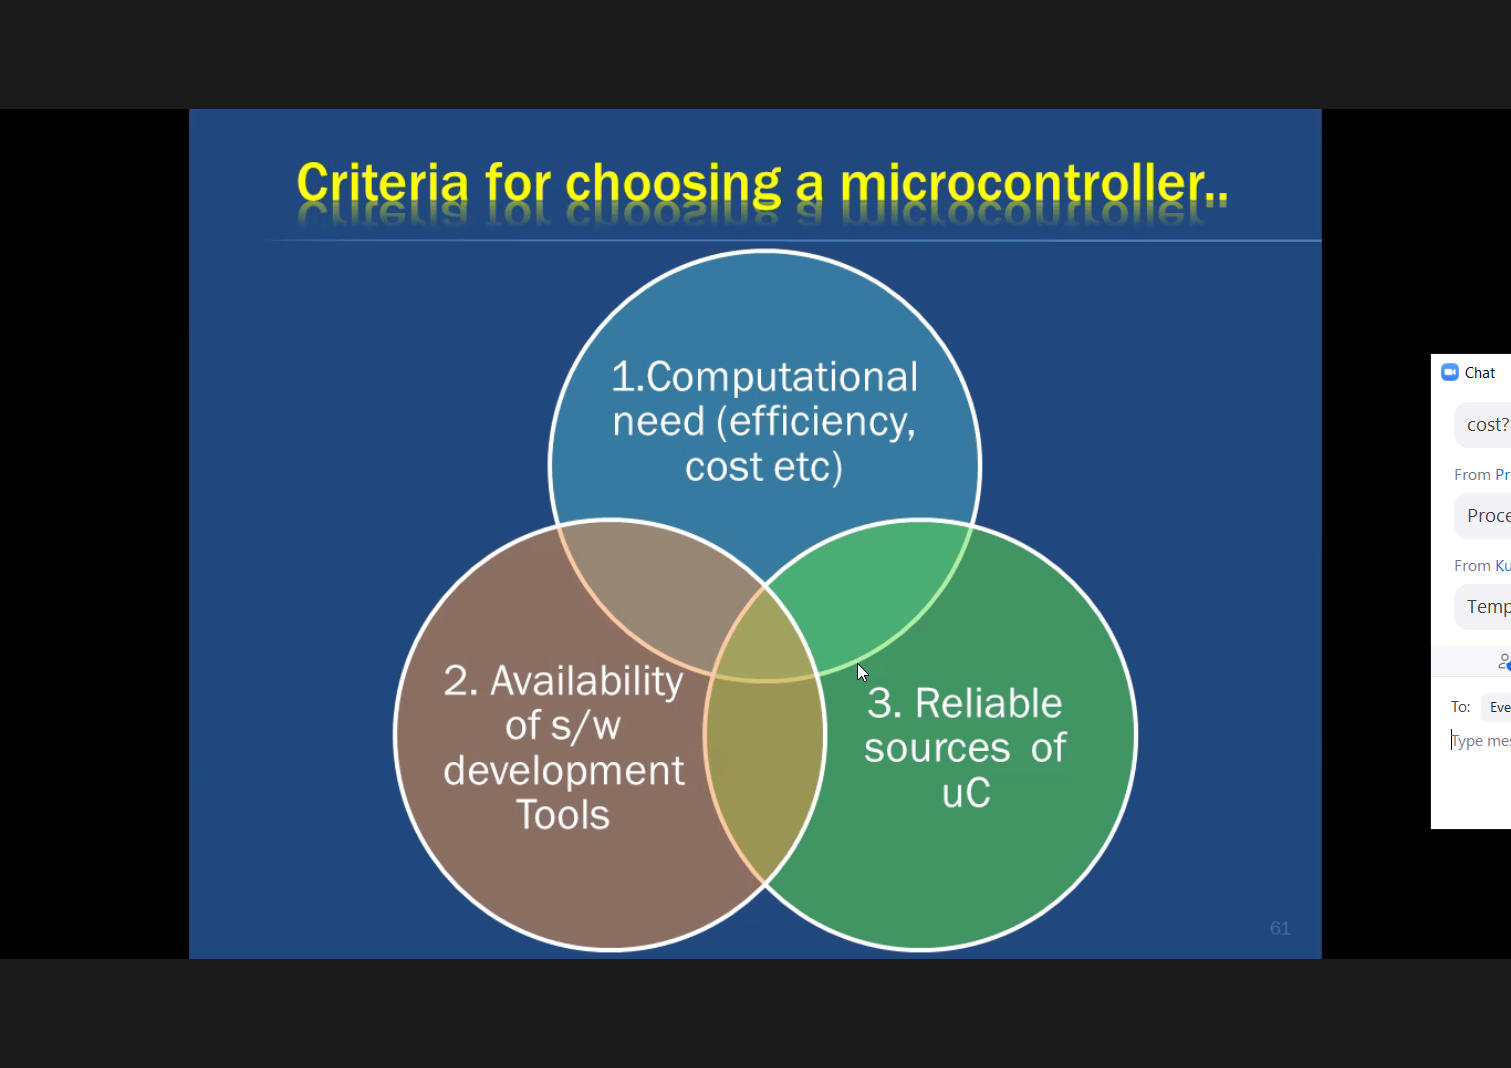 Criteria for choosing a microcontroller..
1.Computational
need (efficiency,
cost etc)
2. Availability
of s/w
development
Tools
3. Reliable
sources of
uC
61
Chat
cost?
From Pr
Proce
From Ku
Temp
To: Eve
Type mes